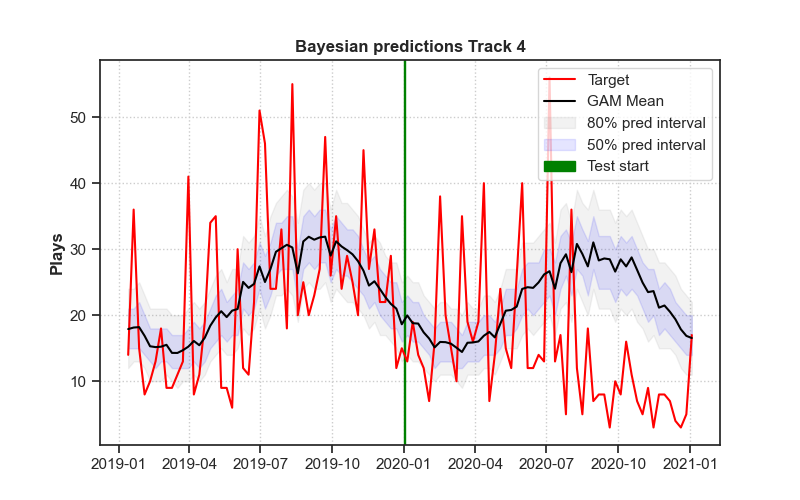 Bayesian predictions Track 4
Plays
50
40
30
20
10
Target
GAM Mean
80% pred interval
50% pred interval
Test start
2019-01 2019-04 2019-07 2019-10 2020-01 2020-04 2020-07 2020-10 2021-01